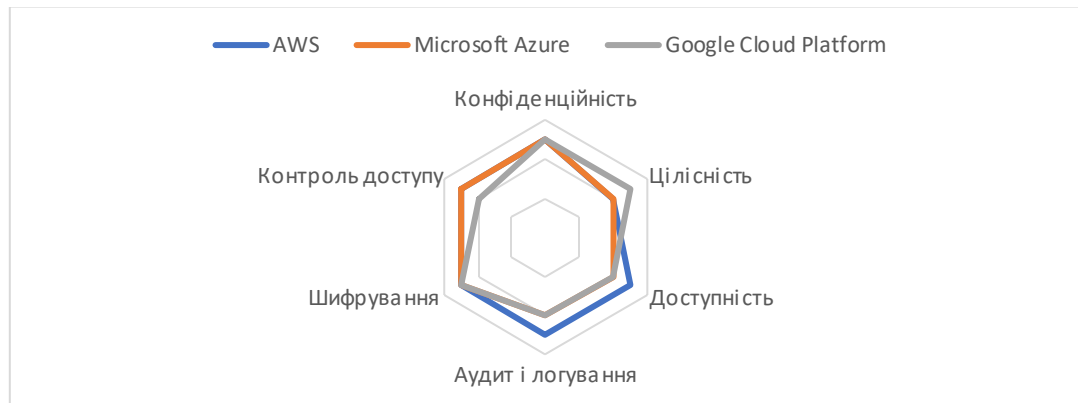 AWS Microsoft Azure Google Cloud Platform
Конфіденційність
Контроль доступу Цілісність
Шифрування Доступність
Аудит і логування